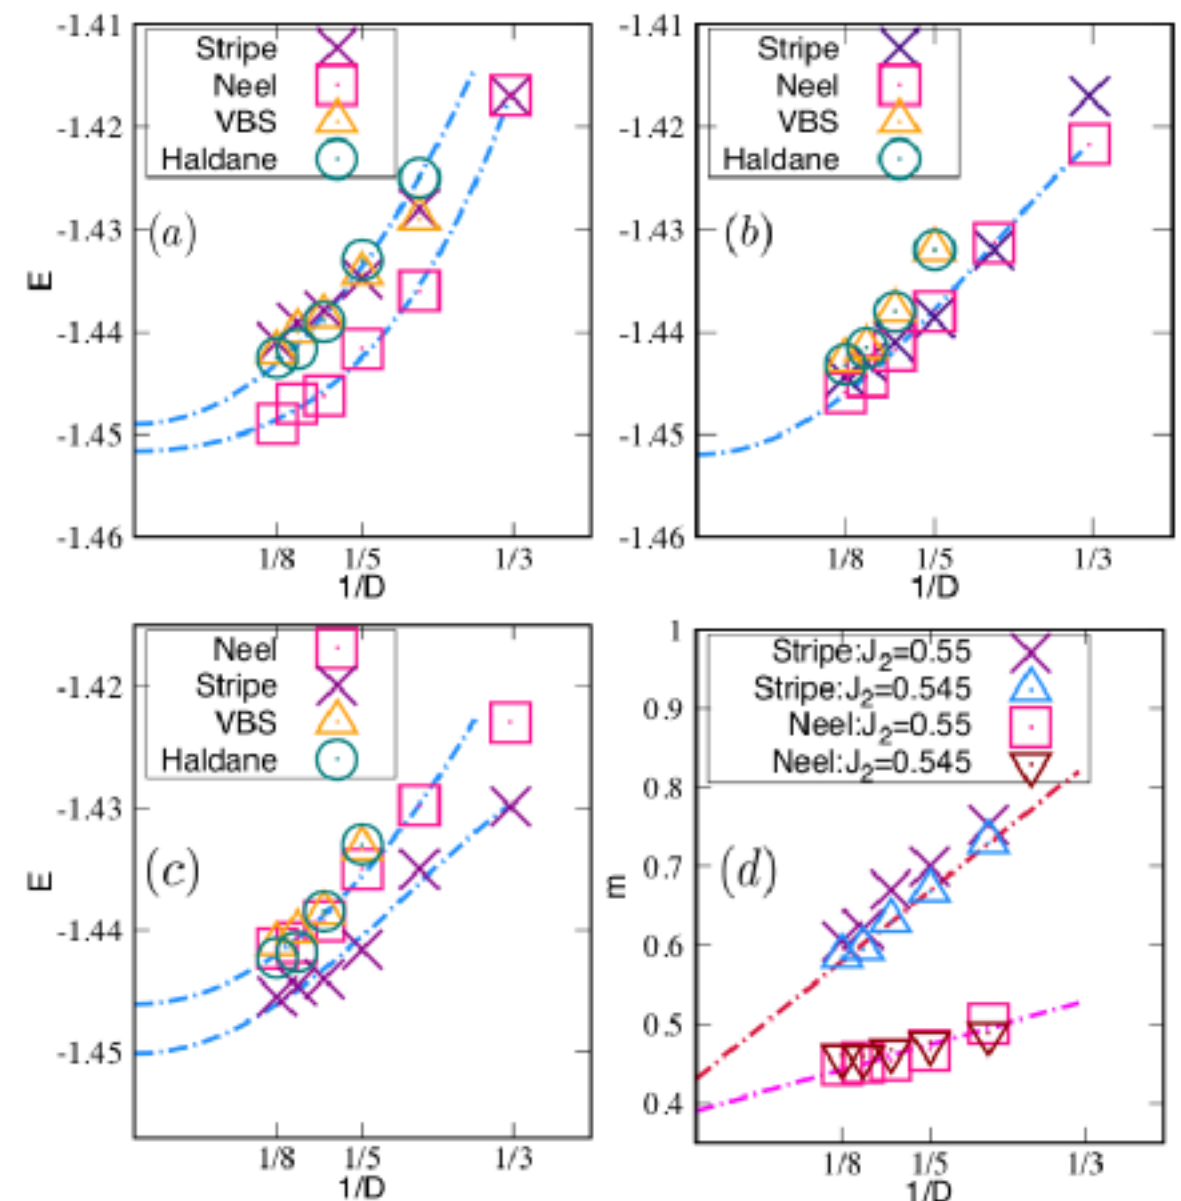 -1.41
-1.42
-1.43
-1.44
-1.45
-1.46
E
Stripe
Neel
VBS
Haldane
(a)
1/8 1/5 1/3
1/D
-1.41
-1.42
-1.43
-1.44
-1.45
-1.46
Stripe
Neel
VBS
Haldane
(b)
1/8 1/5 1/3
1/D
-1.42
-1.43
-1.44
-1.45
E
Neel
Stripe
VBS
Haldane
(c)
1/8 1/5 1/3
1/D
1
0.9
0.8
0.7
0.6
0.5
0.4
m
Stripe:J₂=0.55
Stripe:J₂=0.545
Neel:J₂=0.55
Neel:J₂=0.545
(d)
1/8 1/5 1/3
1/D